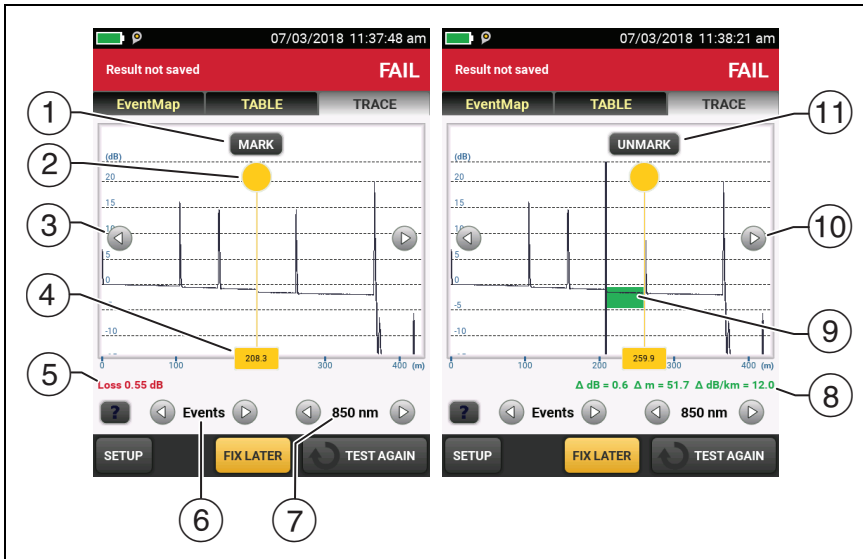 07/03/2018 11:37:48 am
Result not saved FAIL
EventMap TABLE TRACE
MARK
(dB)
20
15
10
5
0
-5
-10
0 100 208.3 300 400 (m)
Loss 0.55 dB
? Events 850 nm
SETUP FIX LATER TEST AGAIN
07/03/2018 11:38:21 am
Result not saved FAIL
EventMap TABLE TRACE
UNMARK
(dB)
20
15
10
5
0
-5
-10
0 100 200 259.9 300 400 (m)
Δ dB = 0.6 Δ m = 51.7 Δ dB/km = 12.0
? Events 850 nm
SETUP FIX LATER TEST AGAIN
1
2
3
4
5
6
7
8
9
10
11